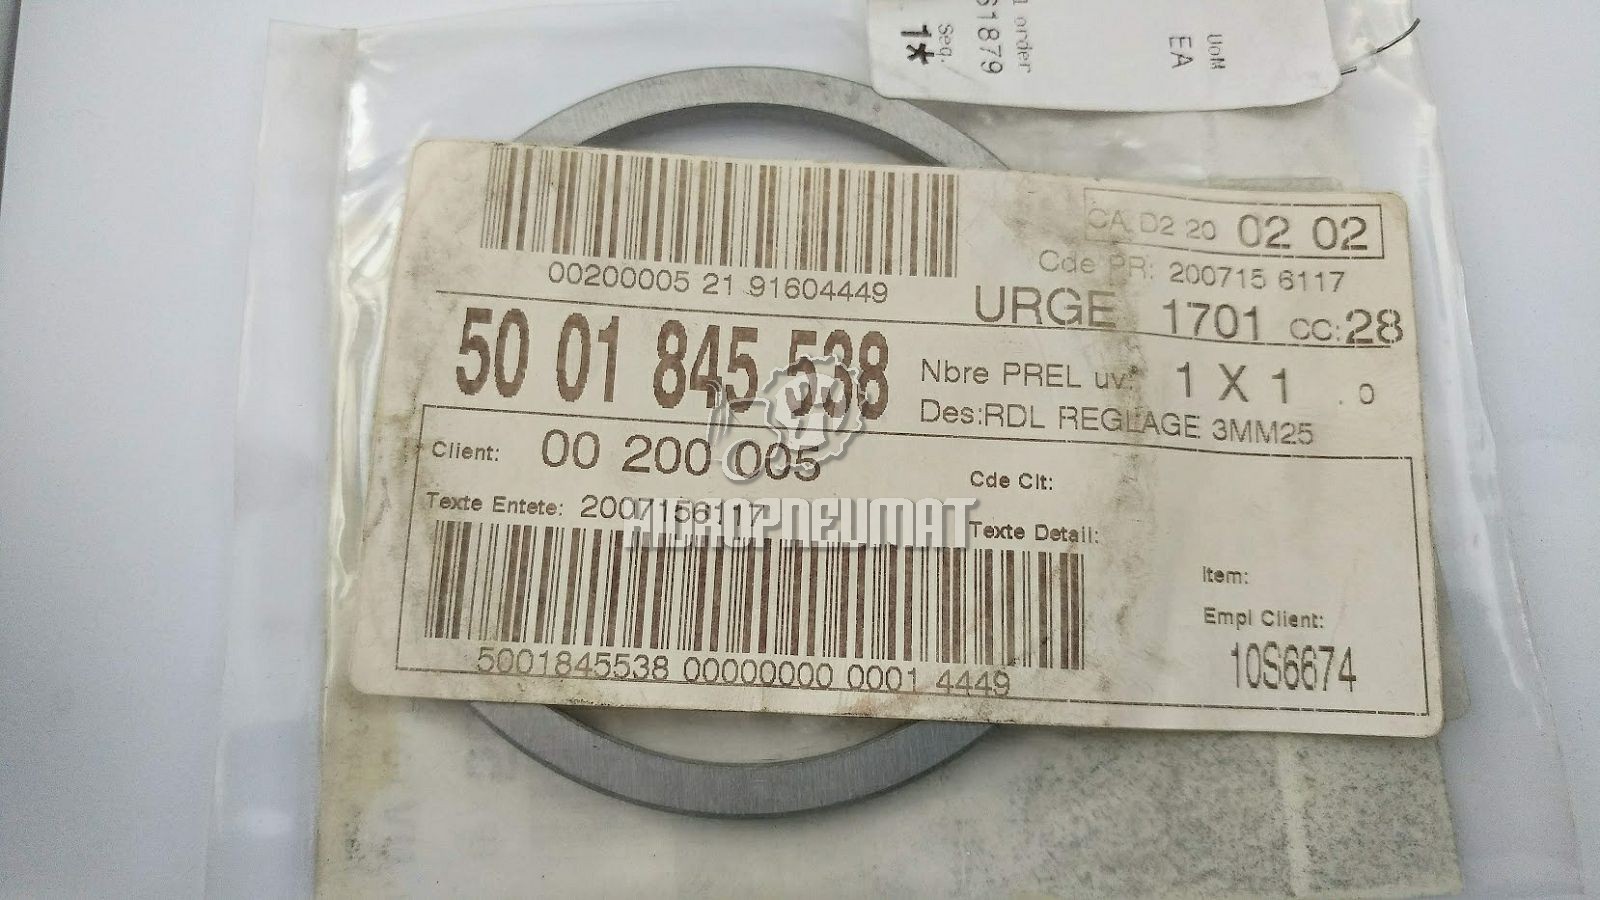 UoM
EA
order
S1879
Seq.
1*
CA. D2 20 02 02
Cde PR: 200715 6117
00200005 21 91604449
URGE 1701 CC:28
50 01 845 538
Nbre PREL uv: 1 X 1 .0
Des:RDL REGLAGE 3MM25
Client: 00 200 005
Cde Clt:
Texte Entete: 2007156117
HIDROPNEUMAT
Texte Detail:
Item:
Empl Client:
10S6674
5001845538 00000000 0001 4449